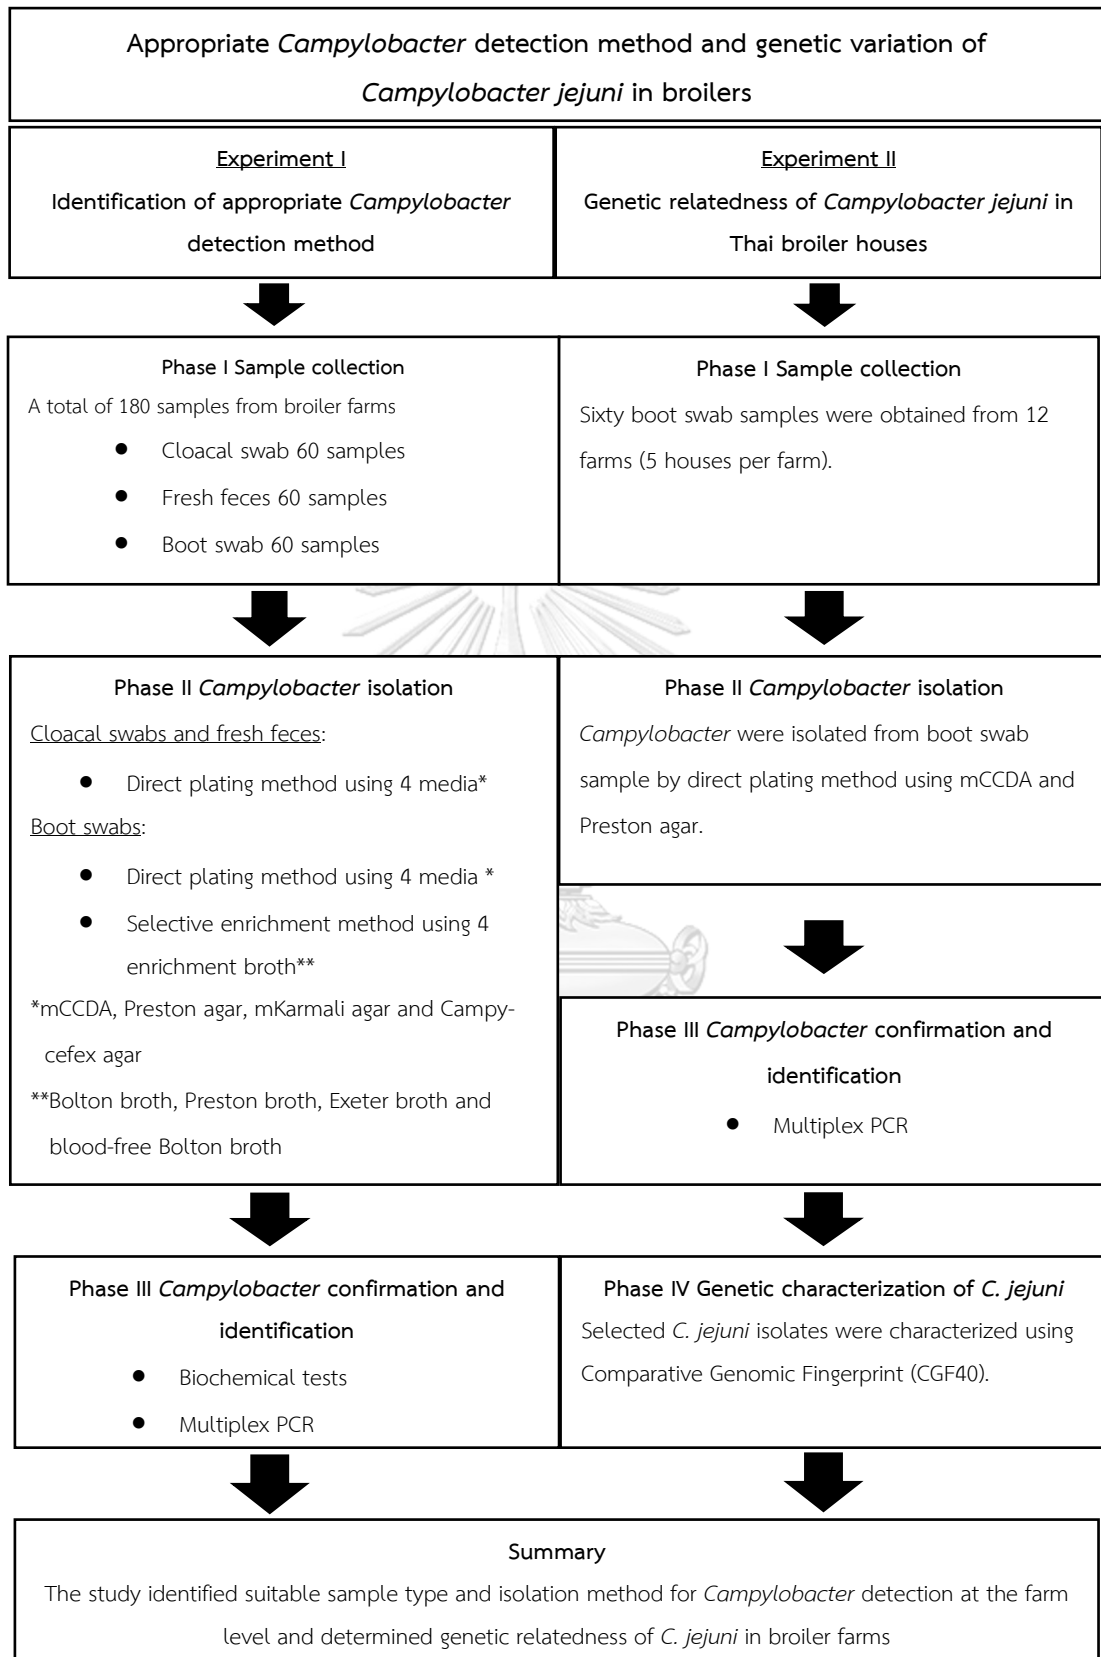 Appropriate Campylobacter detection method and genetic variation of
Campylobacter jejuni in broilers
Experiment I
Identification of appropriate Campylobacter
detection method
Experiment II
Genetic relatedness of Campylobacter jejuni in
Thai broiler houses
Phase I Sample collection
A total of 180 samples from broiler farms
● Cloacal swab 60 samples
● Fresh feces 60 samples
● Boot swab 60 samples
Phase I Sample collection
Sixty boot swab samples were obtained from 12
farms (5 houses per farm).
Phase II Campylobacter isolation
Cloacal swabs and fresh feces:
● Direct plating method using 4 media*
Boot swabs:
● Direct plating method using 4 media *
● Selective enrichment method using 4
enrichment broth**
*mCCDA, Preston agar, mKarmali agar and Campy-
cefex agar
**Bolton broth, Preston broth, Exeter broth and
blood-free Bolton broth
Phase II Campylobacter isolation
Campylobacter were isolated from boot swab
sample by direct plating method using mCCDA and
Preston agar.
Phase III Campylobacter confirmation and
identification
● Multiplex PCR
Phase III Campylobacter confirmation and
identification
● Biochemical tests
● Multiplex PCR
Phase IV Genetic characterization of C. jejuni
Selected C. jejuni isolates were characterized using
Comparative Genomic Fingerprint (CGF40).
Summary
The study identified suitable sample type and isolation method for Campylobacter detection at the farm
level and determined genetic relatedness of C. jejuni in broiler farms